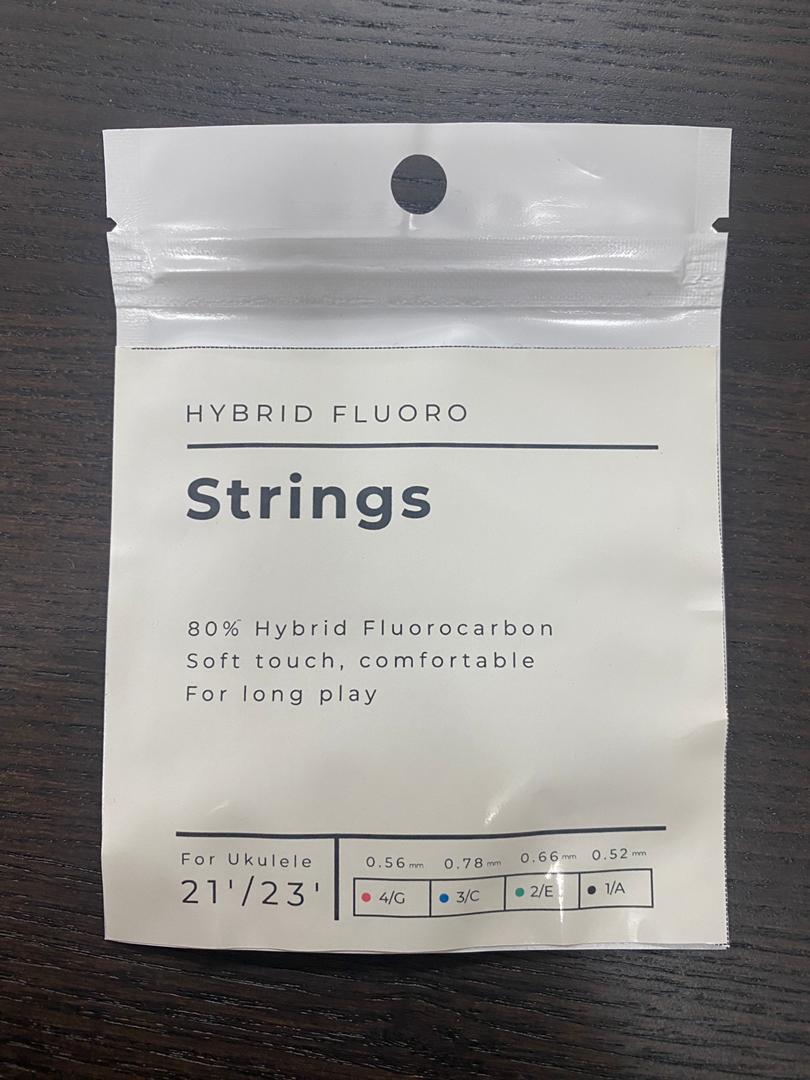 HYBRID FLUORO
Strings
80% Hybrid Fluorocarbon
Soft touch, comfortable
For long play
For Ukulele
21'/23'
0.56 mm 0.78 mm 0.66 mm 0.52 mm
4/G 3/C 2/E 1/A